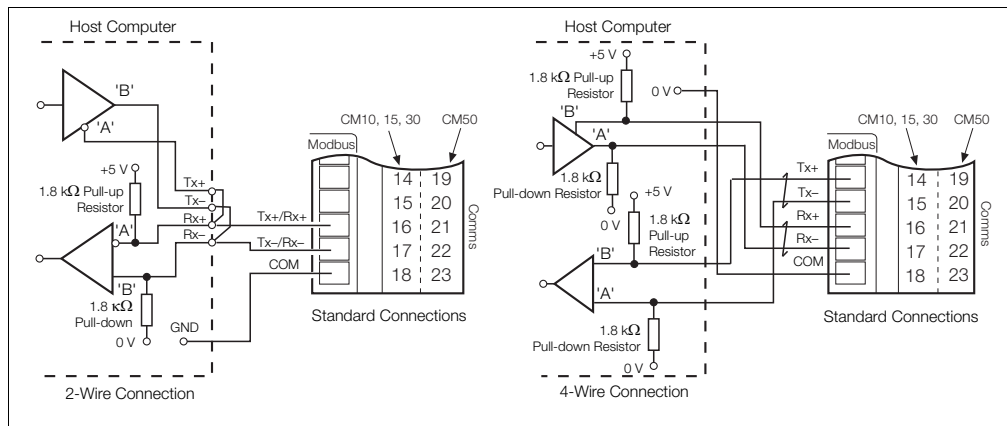 Host Computer
'B'
'A'
+5 V
1.8 kΩ Pull-up
Resistor
Tx+
Tx–
Rx+
Rx–
'A'
'B'
1.8 κΩ
Pull-down
0 V
GND
2-Wire Connection
CM10, 15, 30
CM50
Modbus
14 19
15 20
16 21
17 22
18 23
Comms
Tx+/Rx+
Tx–/Rx–
COM
Standard Connections
Host Computer
+5 V
1.8 kΩ Pull-up
Resistor
0 V
'B'
'A'
1.8 kΩ
Pull-down Resistor
0 V
+5 V
1.8 kΩ
Pull-up
Resistor
'B'
'A'
1.8 kΩ
Pull-down Resistor
0 V
4-Wire Connection
CM10, 15, 30
CM50
Modbus
Tx+
Tx–
Rx+
Rx–
COM
14 19
15 20
16 21
17 22
18 23
Comms
Standard Connections